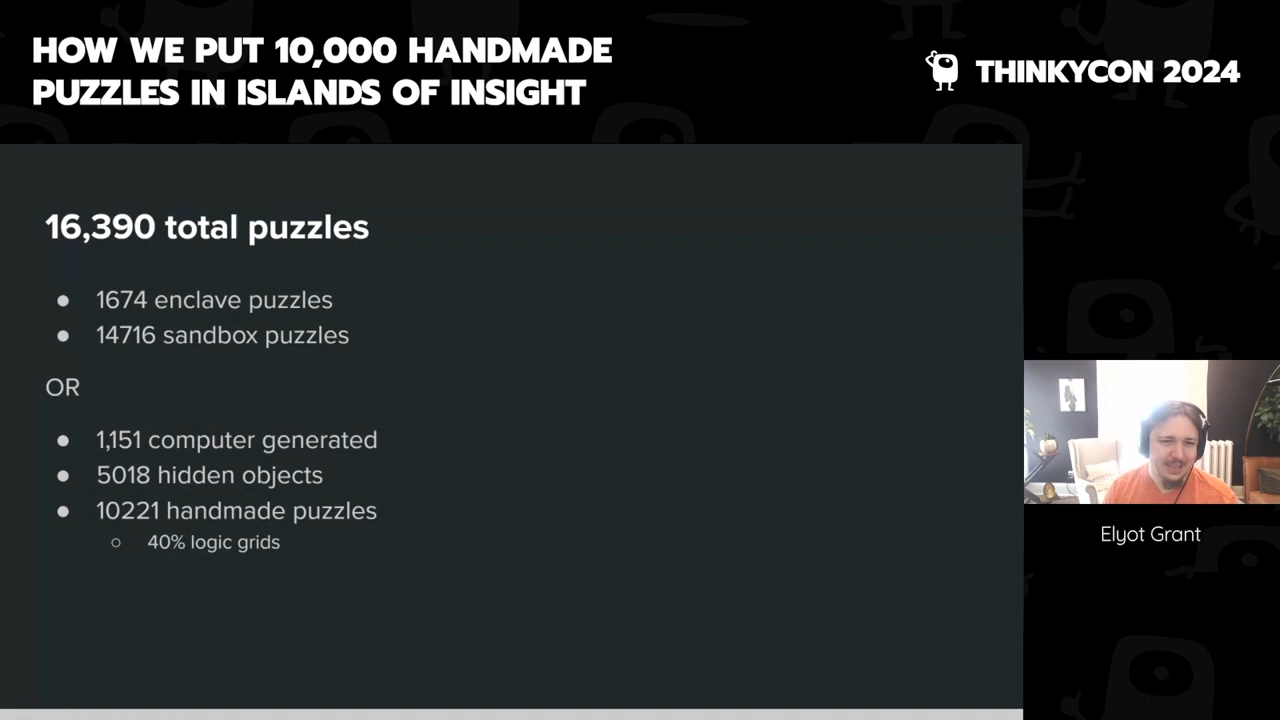 HOW WE PUT 10,000 HANDMADE
PUZZLES IN ISLANDS OF INSIGHT
THINKYCON 2024
16,390 total puzzles
● 1674 enclave puzzles
● 14716 sandbox puzzles
OR
● 1,151 computer generated
● 5018 hidden objects
● 10221 handmade puzzles
○ 40% logic grids
Elyot Grant